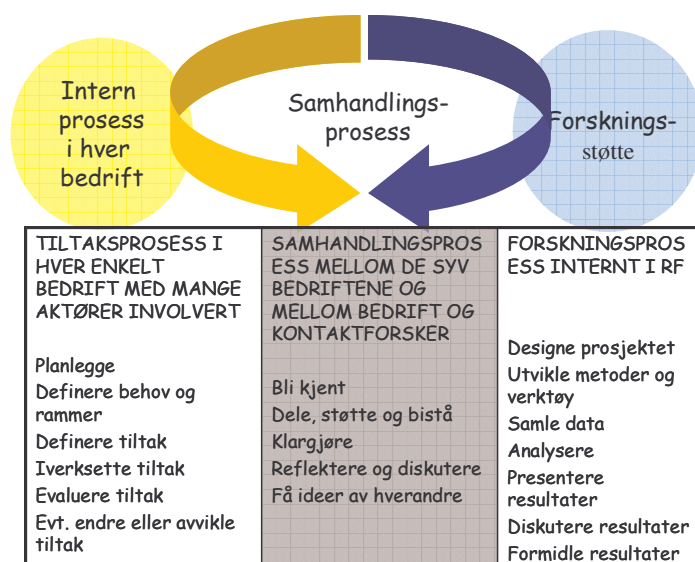 Intern
prosess
i hver
bedrift
Samhandlings-
prosess
Forsknings-
støtte
TILTAKSPROSESS I
HVER ENKELT
BEDRIFT MED MANGE
AKTØRER INVOLVERT
Planlegge
Definere behov og
rammer
Definere tiltak
Iverksette tiltak
Evaluere tiltak
Evt. endre eller avvikle
tiltak
SAMHANDLINGSPROS
ESS MELLOM DE SYV
BEDRIFTENE OG
MELLOM BEDRIFT OG
KONTAKTFORSKER
Bli kjent
Dele, støtte og bistå
Klargjøre
Reflektere og diskutere
Få ideer av hverandre
FORSKNINGSPROS
ESS INTERNT I RF
Designe prosjektet
Utvikle metoder og
verktøy
Samle data
Analysere
Presentere
resultater
Diskutere resultater
Formidle resultater